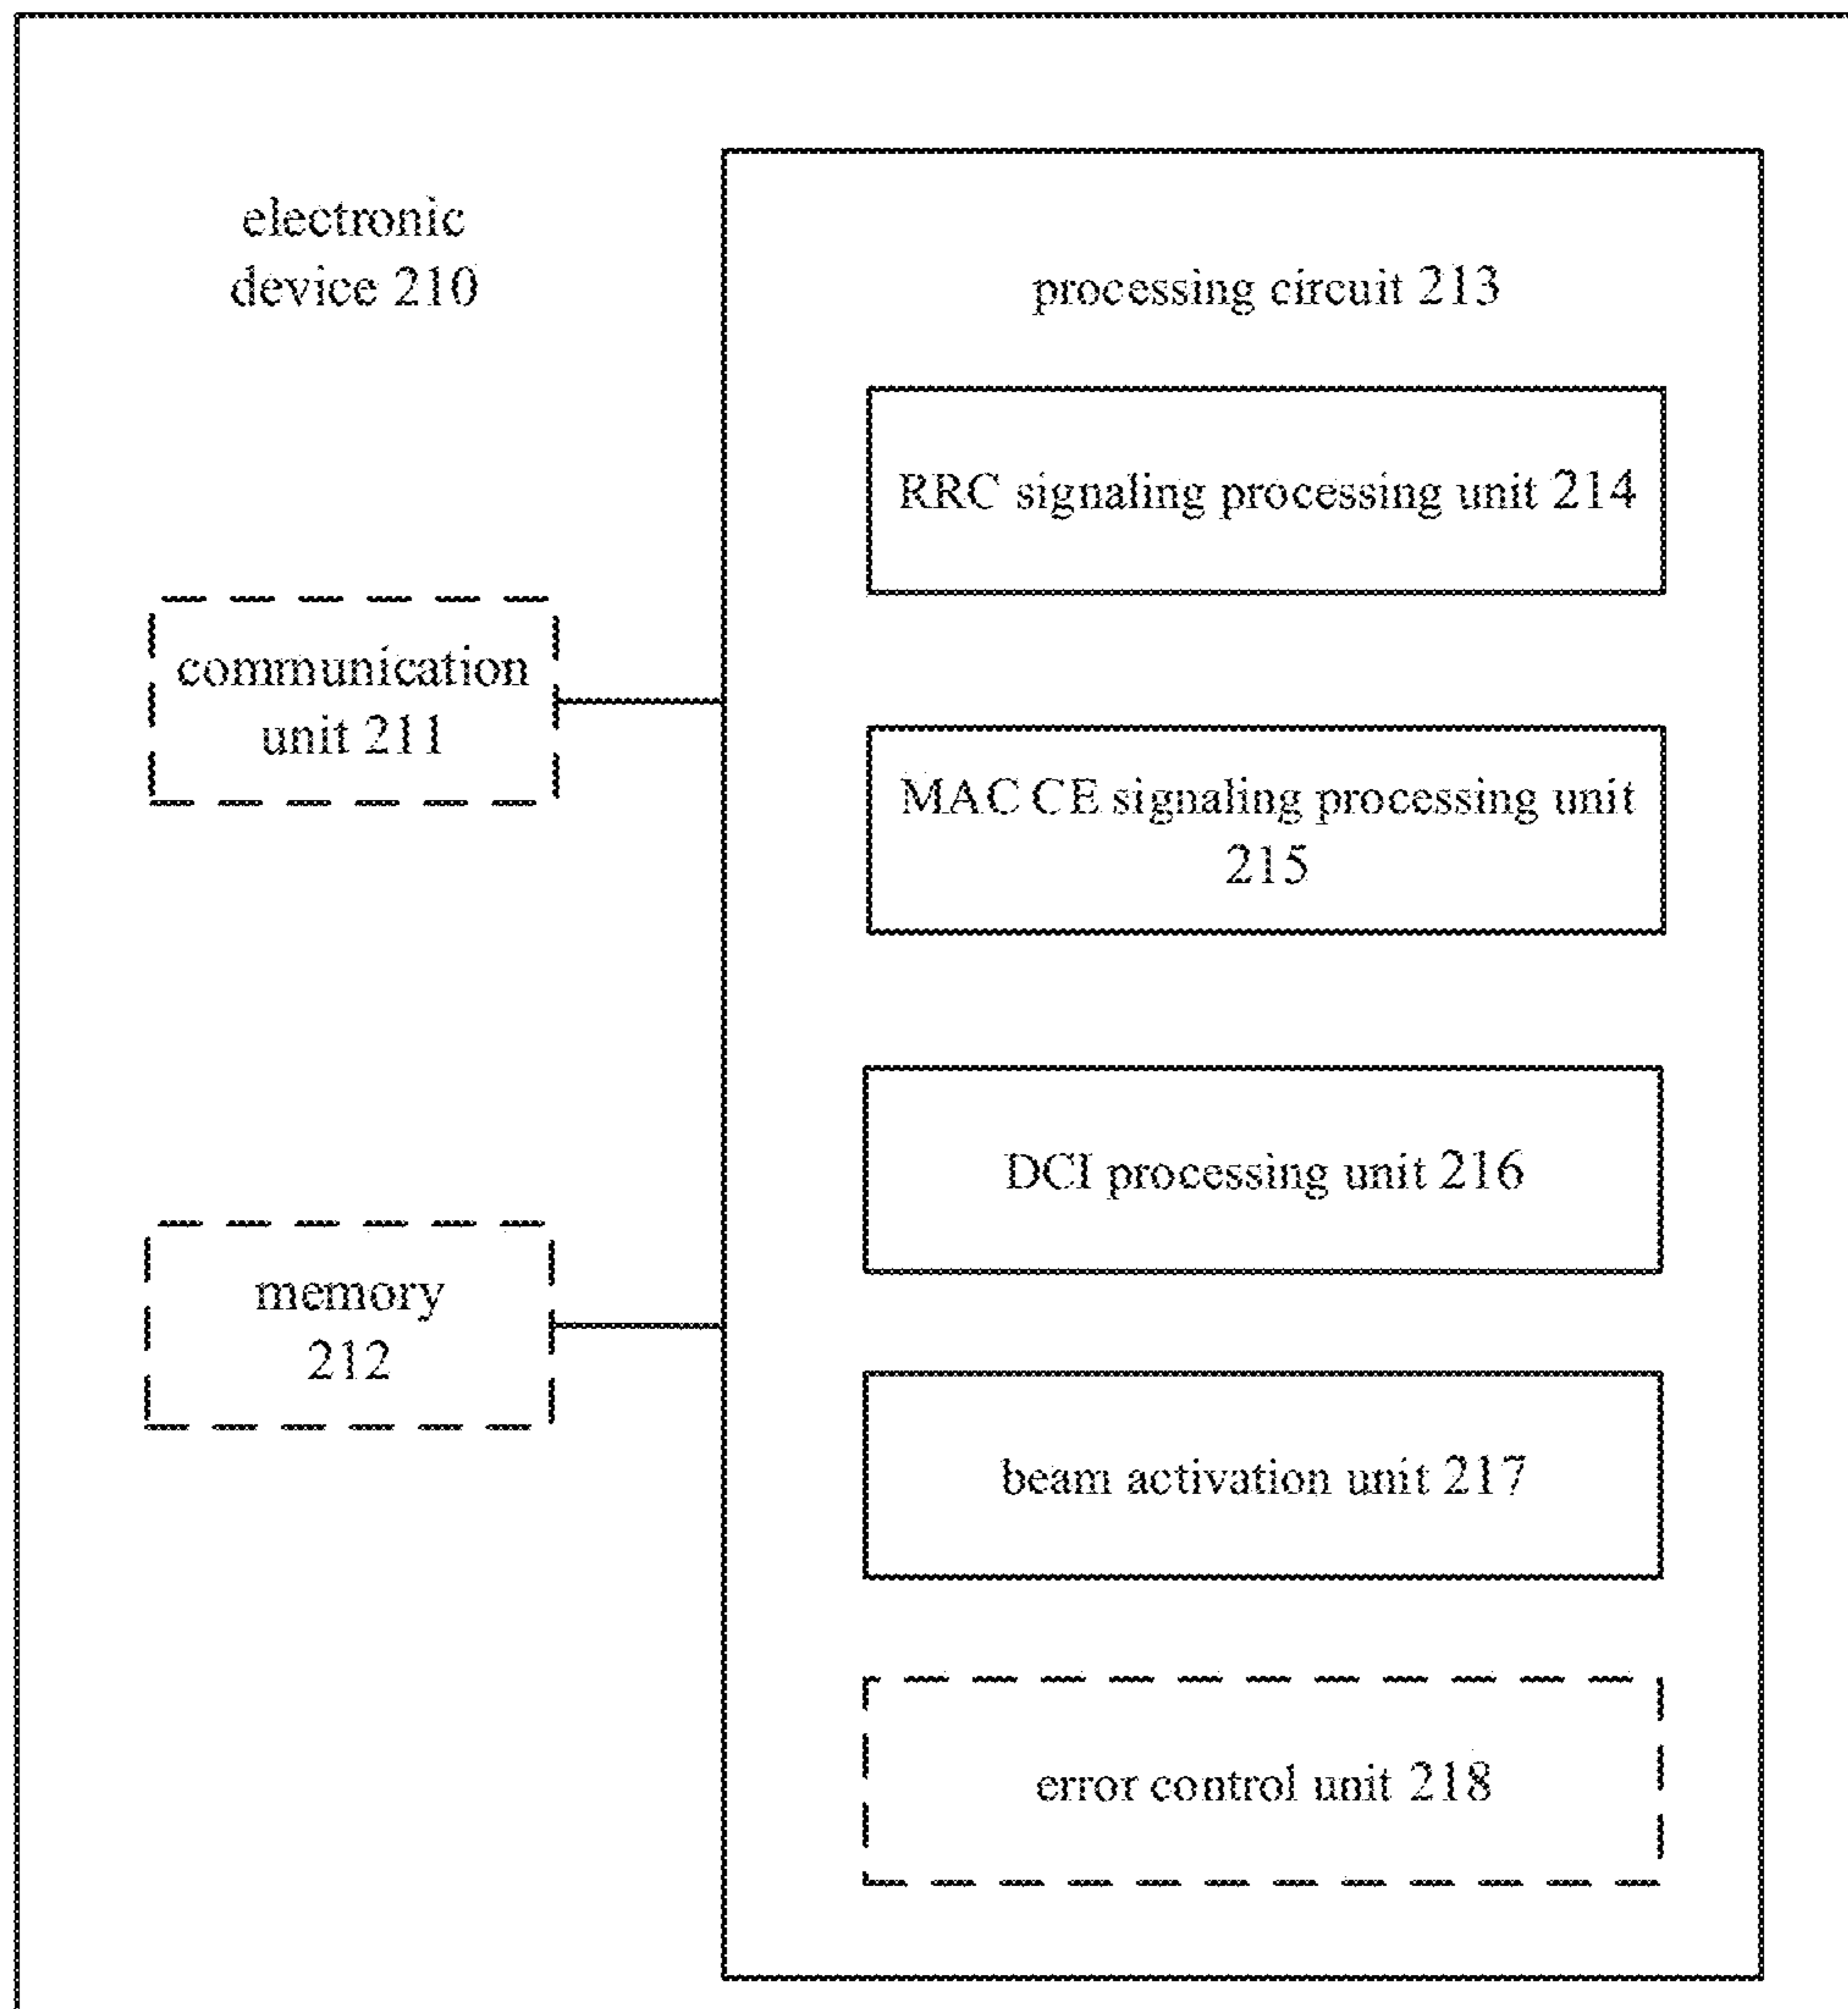 electronic
device 210
processing circuit 213
RRC signaling processing unit 214
communication
unit 211
MAC CE signaling processing unit
215
DCI processing unit 216
memory
212
beam activation unit 217
error control unit 218